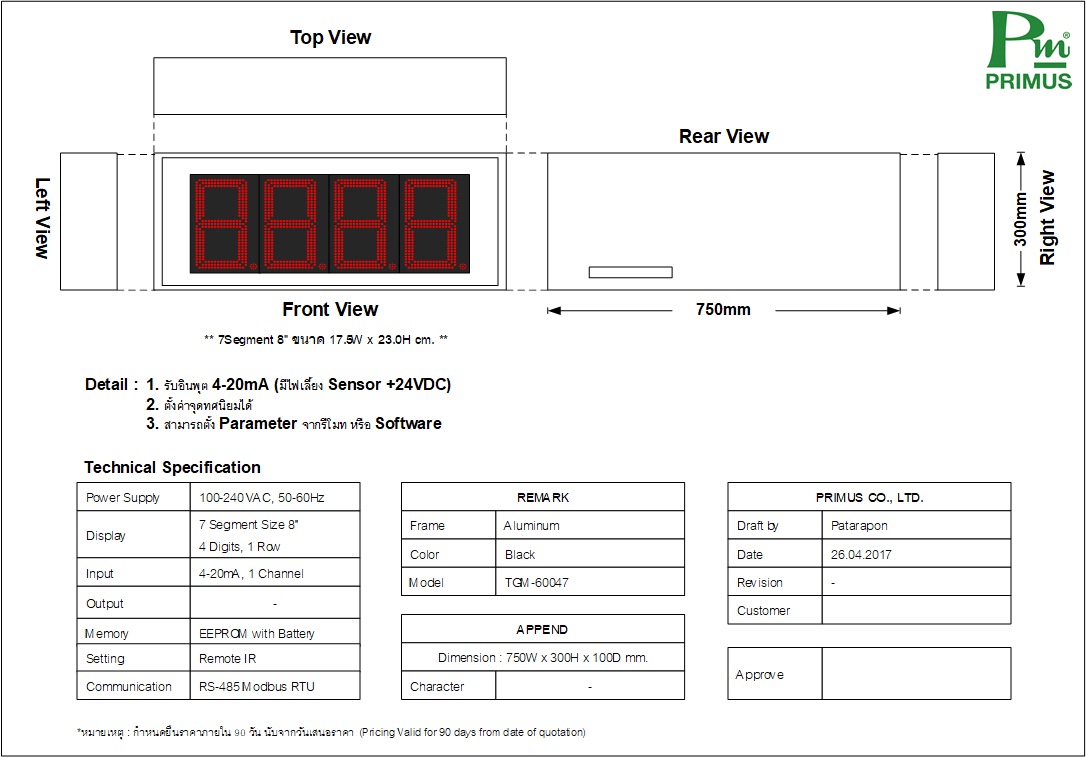 Top View
Pm®
PRIMUS
Rear View
Left View
Right View
300mm
Front View
750mm
** 7Segment 8" ขนาด 17.5W x 23.0H cm. **
Detail : 1. รับอินพุต 4-20mA (มีไฟเลี้ยง Sensor +24VDC)
2. ตั้งค่าจุดทศนิยมได้
3. สามารถตั้ง Parameter จากรีโมท หรือ Software
Technical Specification
Power Supply 100-240VAC, 50-60Hz
Display 7 Segment Size 8"
4 Digits, 1 Row
Input 4-20mA, 1 Channel
Output -
Memory EEPROM with Battery
Setting Remote IR
Communication RS-485 Modbus RTU
REMARK
Frame Aluminum
Color Black
Model TGM-60047
APPEND
Dimension : 750W x 300H x 100D mm.
Character -
PRIMUS CO., LTD.
Draft by Patarapon
Date 26.04.2017
Revision -
Customer
Approve
*หมายเหตุ : กำหนดยืนราคาภายใน 90 วัน นับจากวันเสนอราคา (Pricing Valid for 90 days from date of quotation)